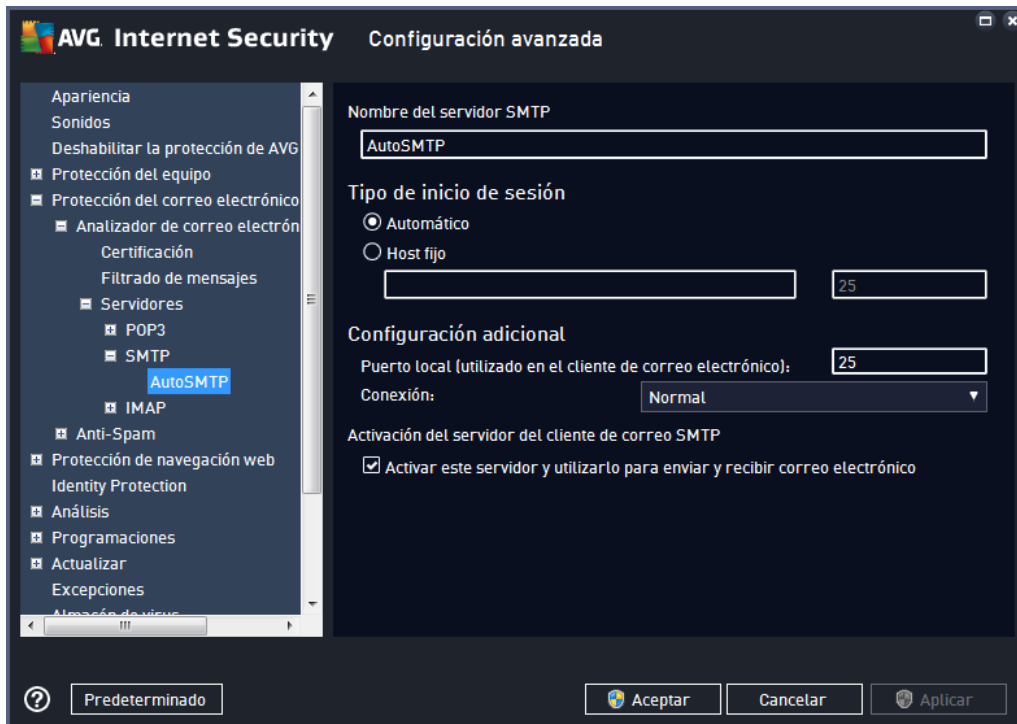 AVG. Internet Security Configuración avanzada
Apariencia
Sonidos
Deshabilitar la protección de AVG
Protección del equipo
Protección del correo electrónico
Analizador de correo electrón
Certificación
Filtrado de mensajes
Servidores
POP3
SMTP
AutoSMTP
IMAP
Anti-Spam
Protección de navegación web
Identity Protection
Análisis
Programaciones
Actualizar
Excepciones
Almacén de virus
Nombre del servidor SMTP
AutoSMTP
Tipo de inicio de sesión
Automático
Host fijo
25
Configuración adicional
Puerto local (utilizado en el cliente de correo electrónico): 25
Conexión: Normal
Activación del servidor del cliente de correo SMTP
Activar este servidor y utilizarlo para enviar y recibir correo electrónico
? Predeterminado Aceptar Cancelar Aplicar